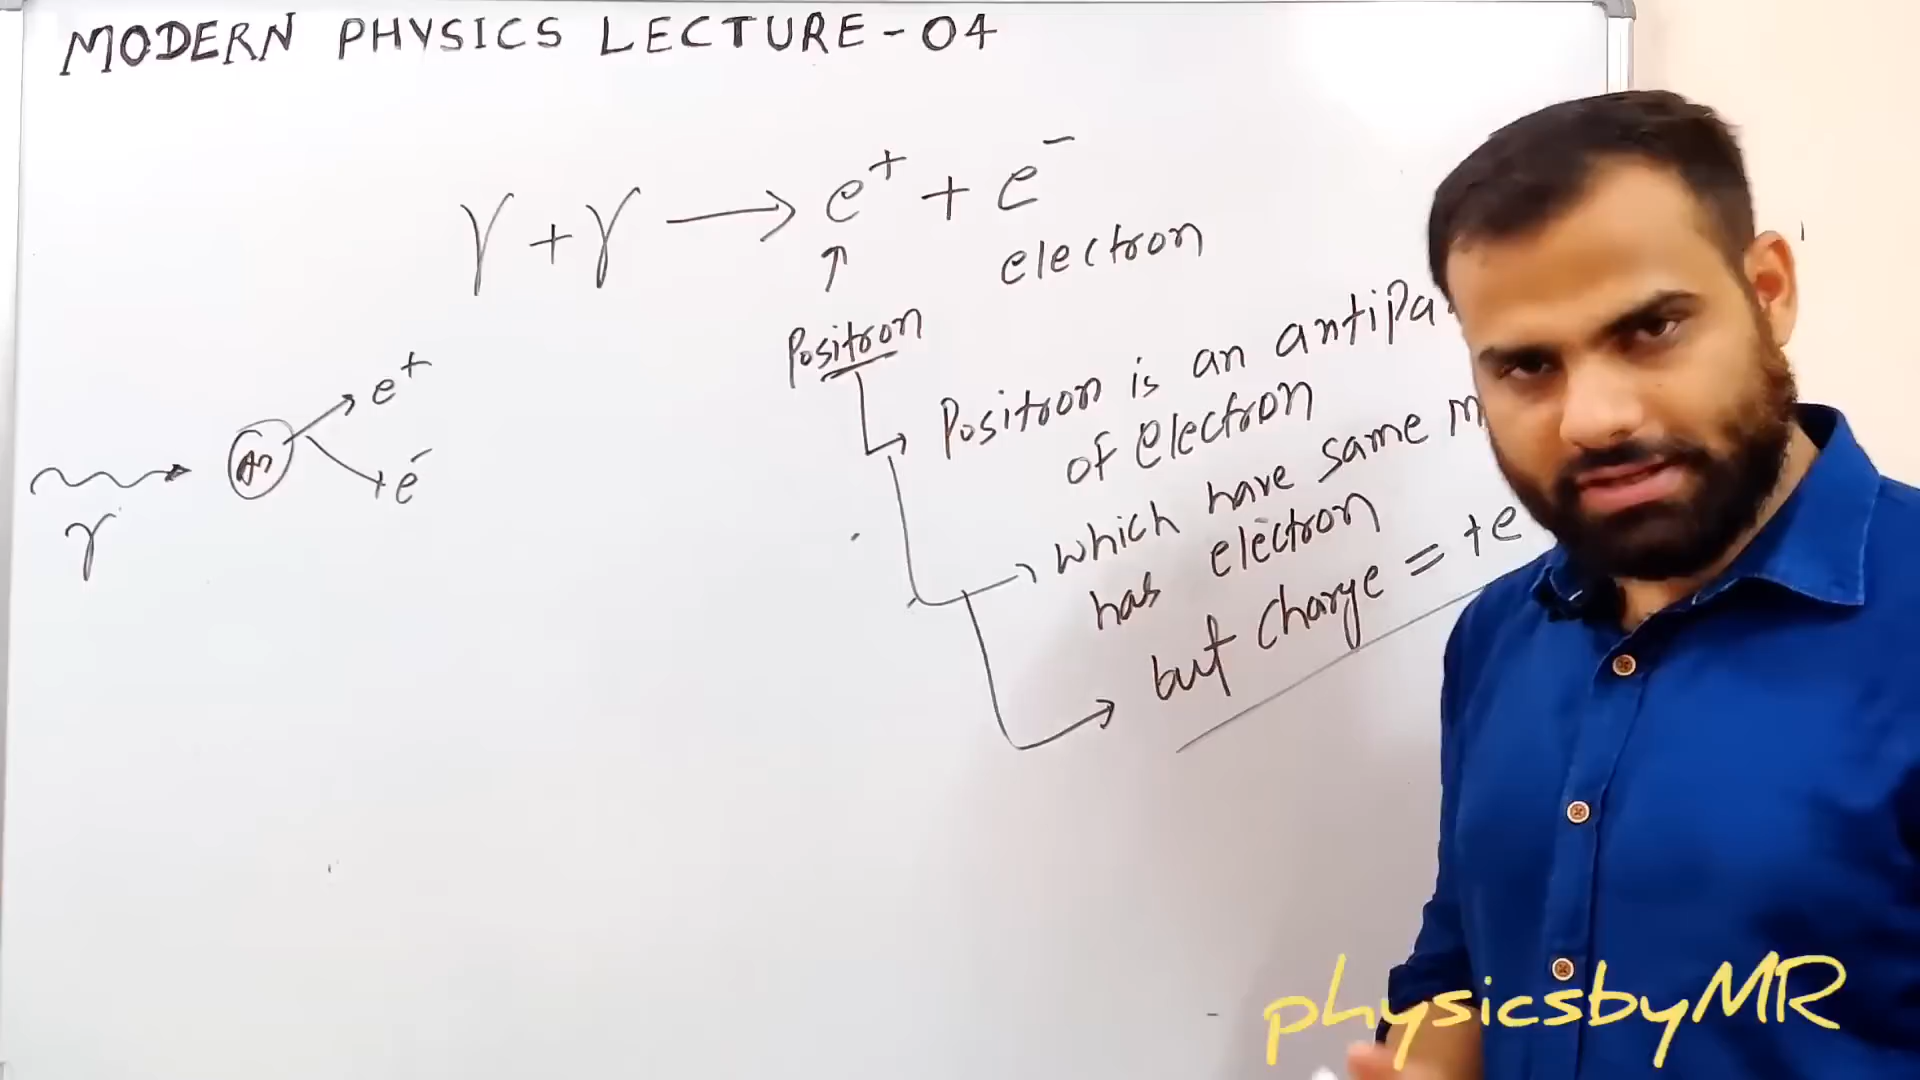 MODERN PHYSICS LECTURE-04
γ + γ → e⁺ + e⁻
↑
electron
Positron
Positron is an antipa
of electron
which have same m
has electron
but charge = +e
e⁺
e⁻
γ
physicsbyMR